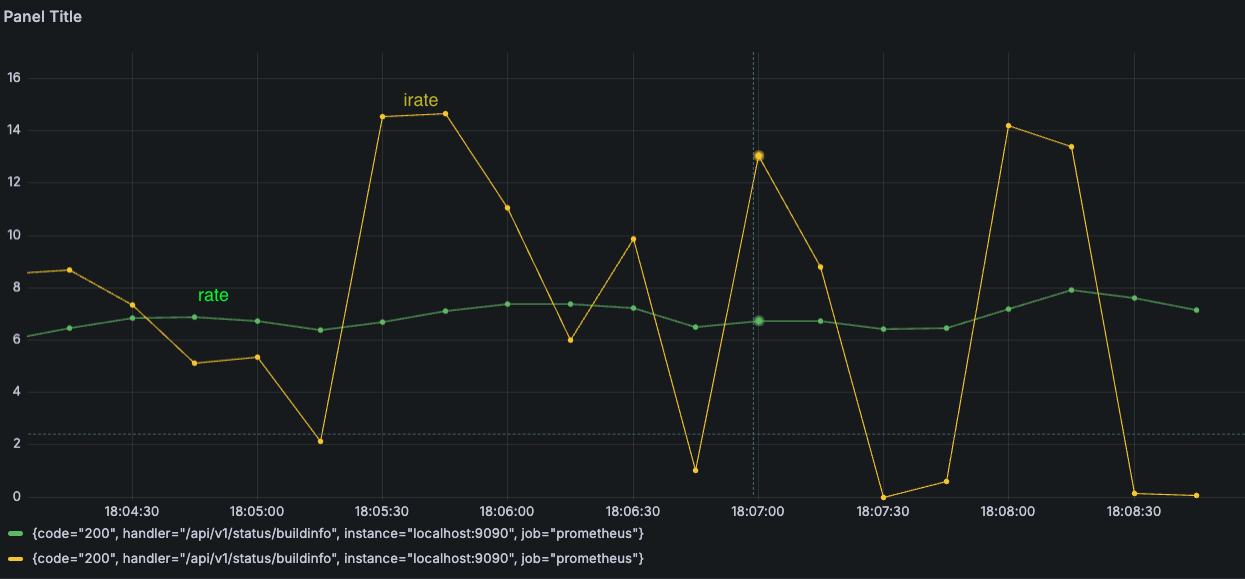 Panel Title
16
irate
14
12
10
rate
8
6
4
2
0
18:04:30 18:05:00 18:05:30 18:06:00 18:06:30 18:07:00 18:07:30 18:08:00 18:08:30
{code="200", handler="/api/v1/status/buildinfo", instance="localhost:9090", job="prometheus"}
{code="200", handler="/api/v1/status/buildinfo", instance="localhost:9090", job="prometheus"}